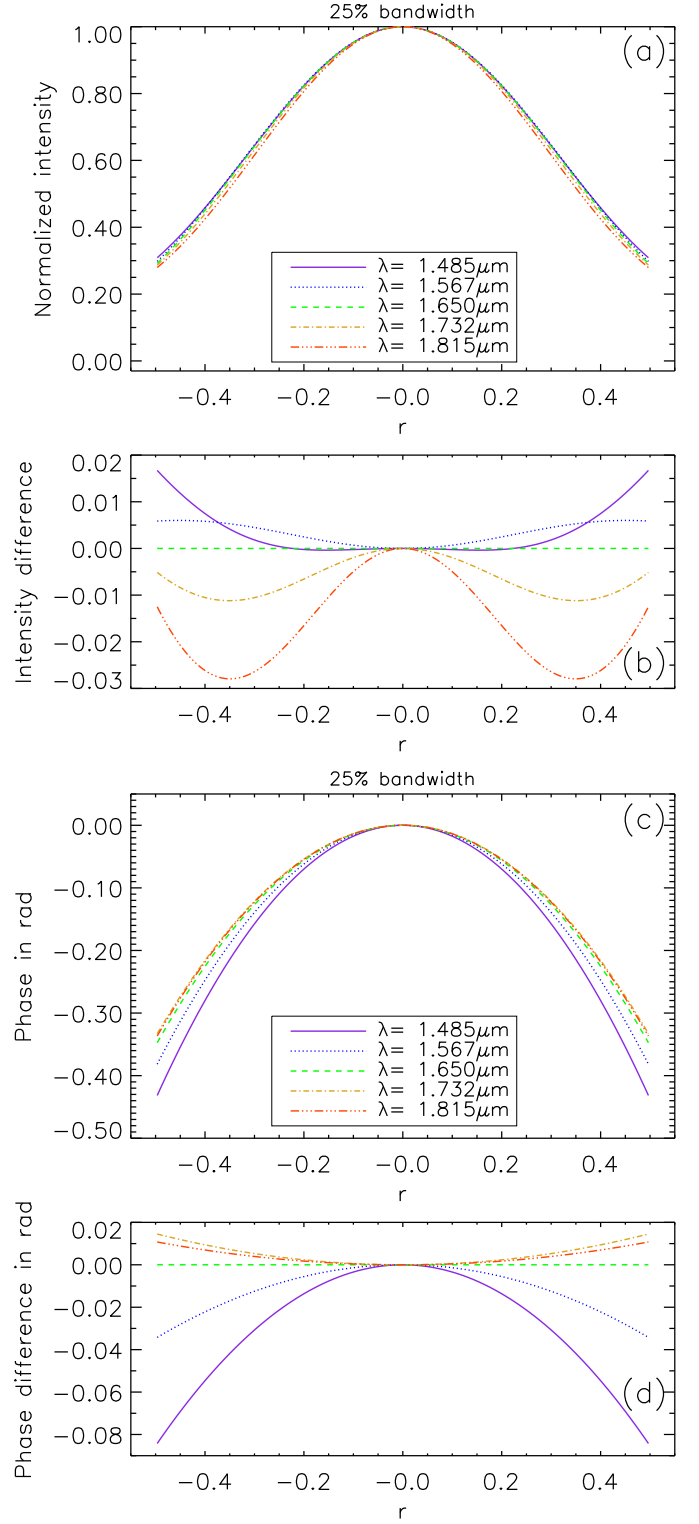 25% bandwidth
(a)
1.00
0.80
0.60
0.40
0.20
0.00
Normalized intensity
λ= 1.485μm
λ= 1.567μm
λ= 1.650μm
λ= 1.732μm
λ= 1.815μm
−0.4 −0.2 −0.0 0.2 0.4
r
0.02
0.01
0.00
−0.01
−0.02
−0.03
Intensity difference
(b)
−0.4 −0.2 −0.0 0.2 0.4
r
25% bandwidth
(c)
0.00
−0.10
−0.20
−0.30
−0.40
−0.50
Phase in rad
λ= 1.485μm
λ= 1.567μm
λ= 1.650μm
λ= 1.732μm
λ= 1.815μm
−0.4 −0.2 −0.0 0.2 0.4
r
0.02
0.00
−0.02
−0.04
−0.06
−0.08
Phase difference in rad
(d)
−0.4 −0.2 −0.0 0.2 0.4
r